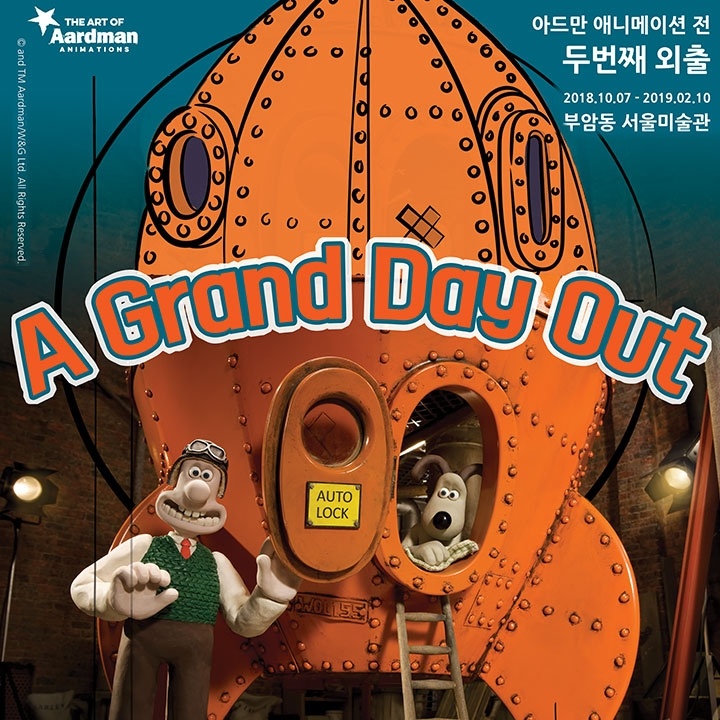 THE ART OF
Aardman
ANIMATIONS
© and TM Aardman/W&G Ltd. All Rights Reserved.
아드만 애니메이션 전
두번째 외출
2018.10.07 - 2019.02.10
부암동 서울미술관
A Grand Day Out
AUTO
LOCK